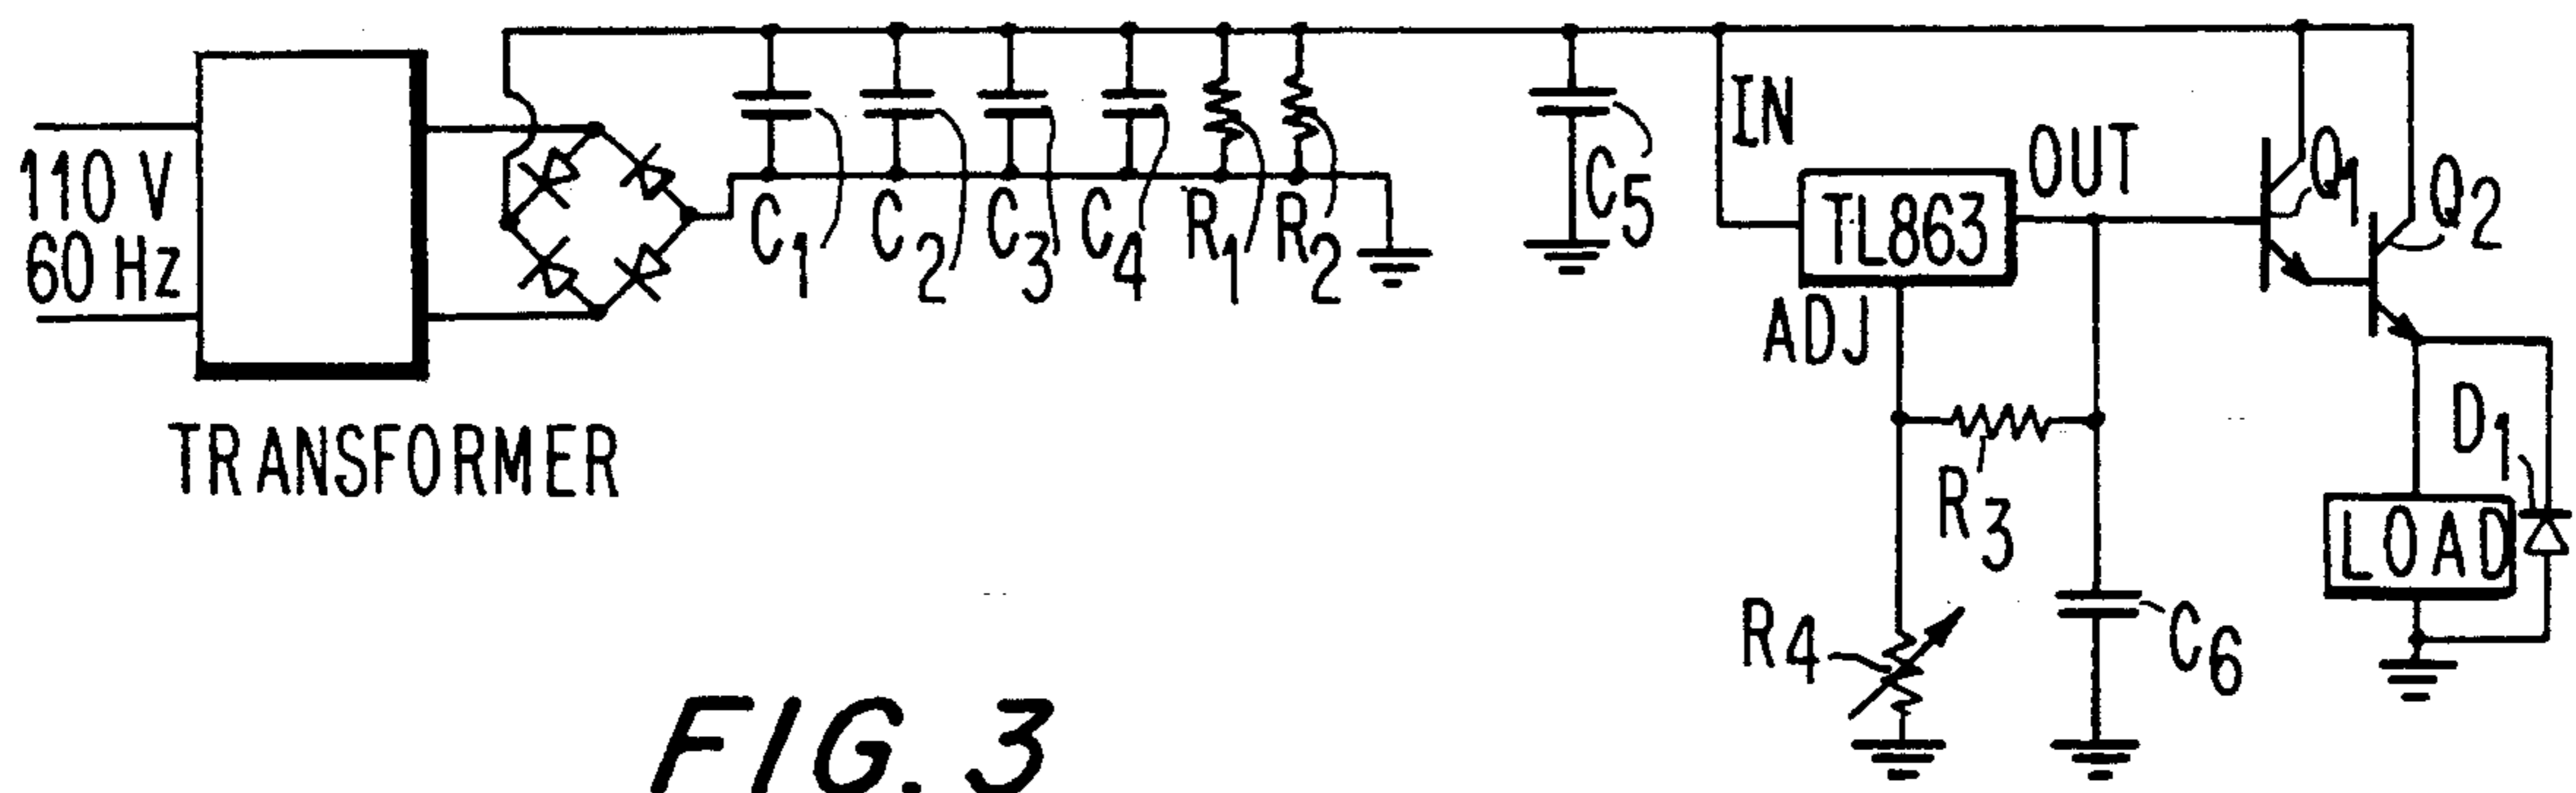 110 V
60 Hz
TRANSFORMER
C1
C2
C3
C4
R1
R2
C5
IN
TL863
OUT
ADJ
Q1
Q2
R3
R4
C6
D1
LOAD
FIG. 3